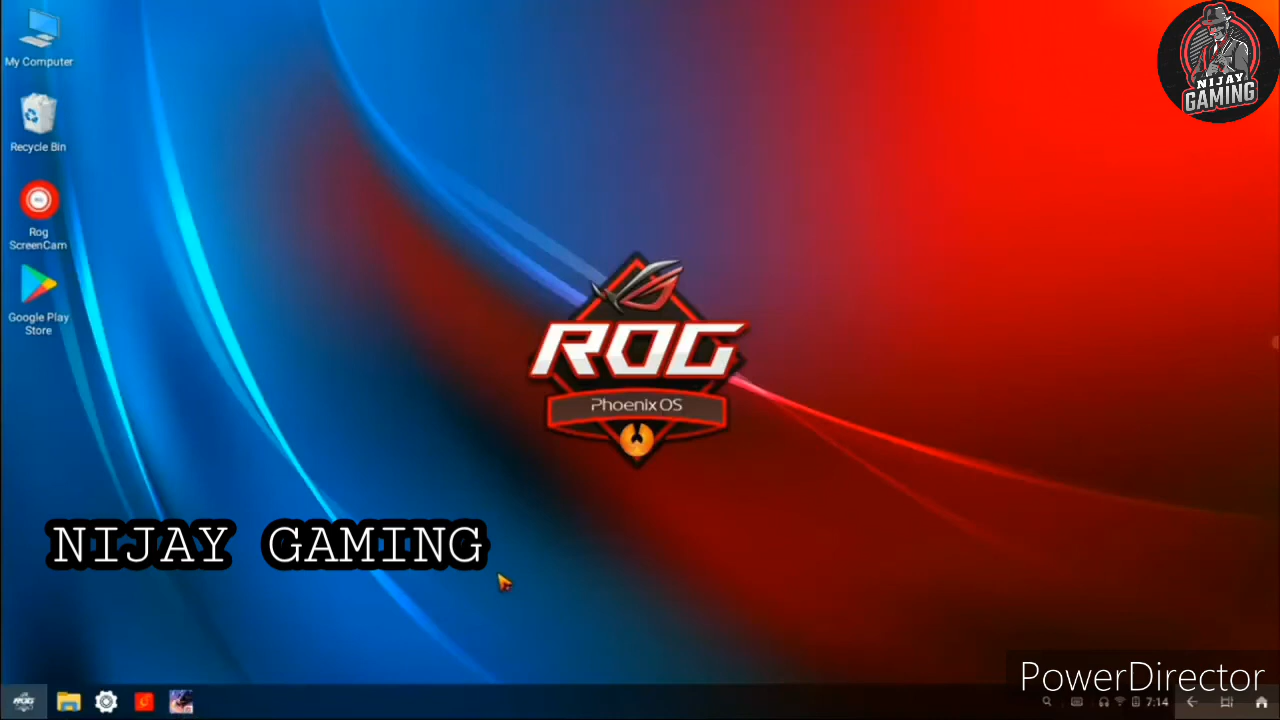 My Computer
NIJAY
GAMING
Recycle Bin
Rog
ScreenCam
Google Play
Store
ROG
Phoenix OS
NIJAY GAMING
PowerDirector
7:14